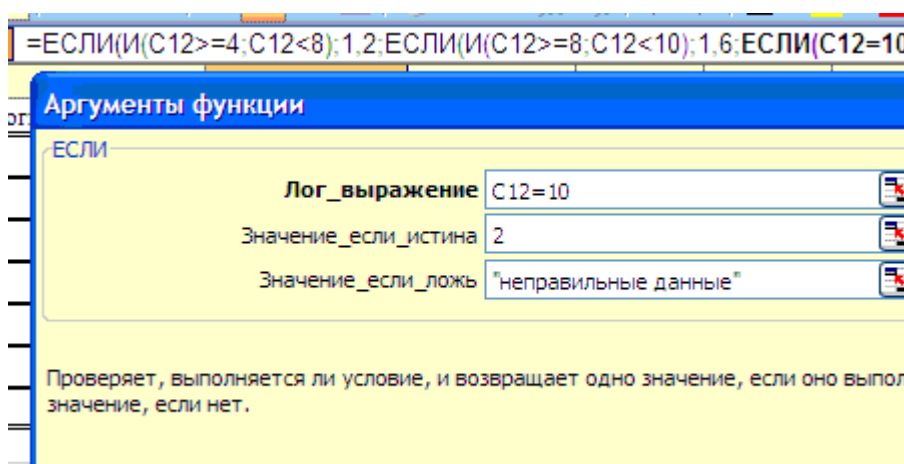 =ЕСЛИ(И(C12>=4;C12<8);1,2;ЕСЛИ(И(C12>=8;C12<10);1,6;ЕСЛИ(C12=10
Аргументы функции
ЕСЛИ
Лог_выражение C12=10
Значение_если_истина 2
Значение_если_ложь "неправильные данные"
Проверяет, выполняется ли условие, и возвращает одно значение, если оно выпол
значение, если нет.